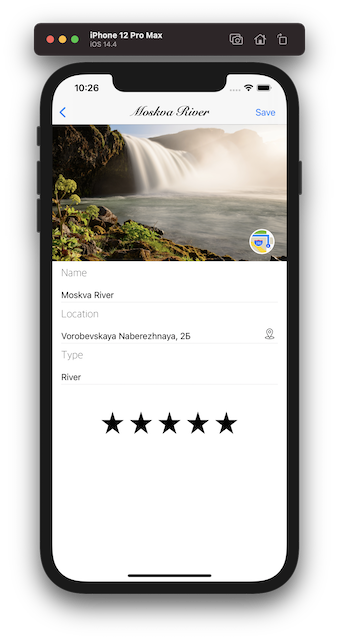 iPhone 12 Pro Max
iOS 14.4
10:26
Moskva River
Save
Name
Moskva River
Location
Vorobevskaya Naberezhnaya, 2Б
Type
River